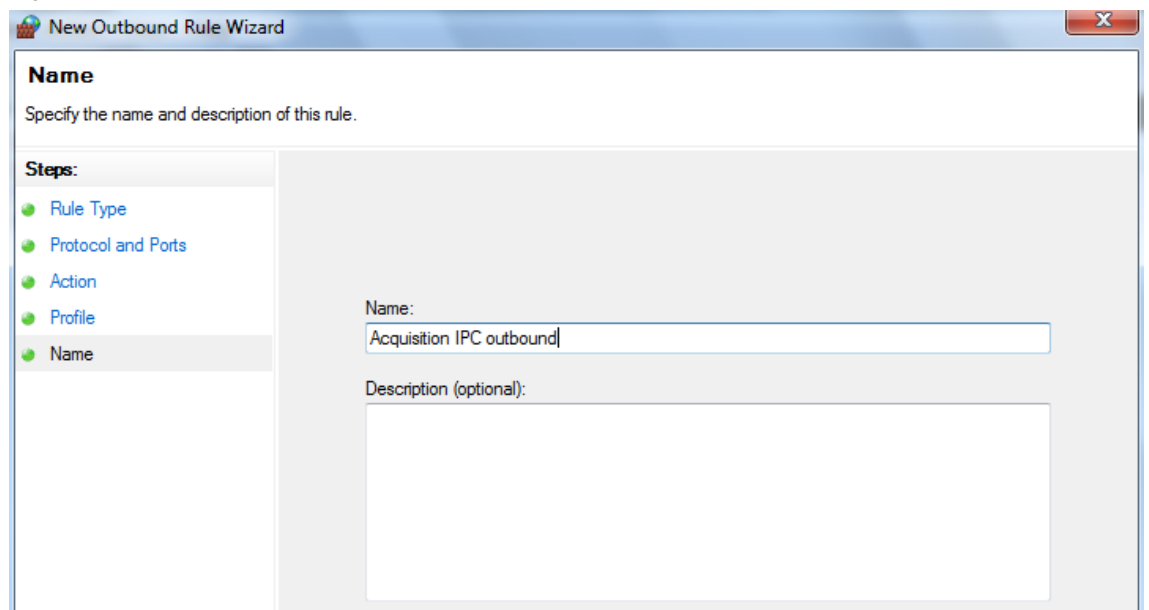 New Outbound Rule Wizard
Name
Specify the name and description of this rule.
Steps:
Rule Type
Protocol and Ports
Action
Profile
Name
Name:
Acquisition IPC outbound
Description (optional):